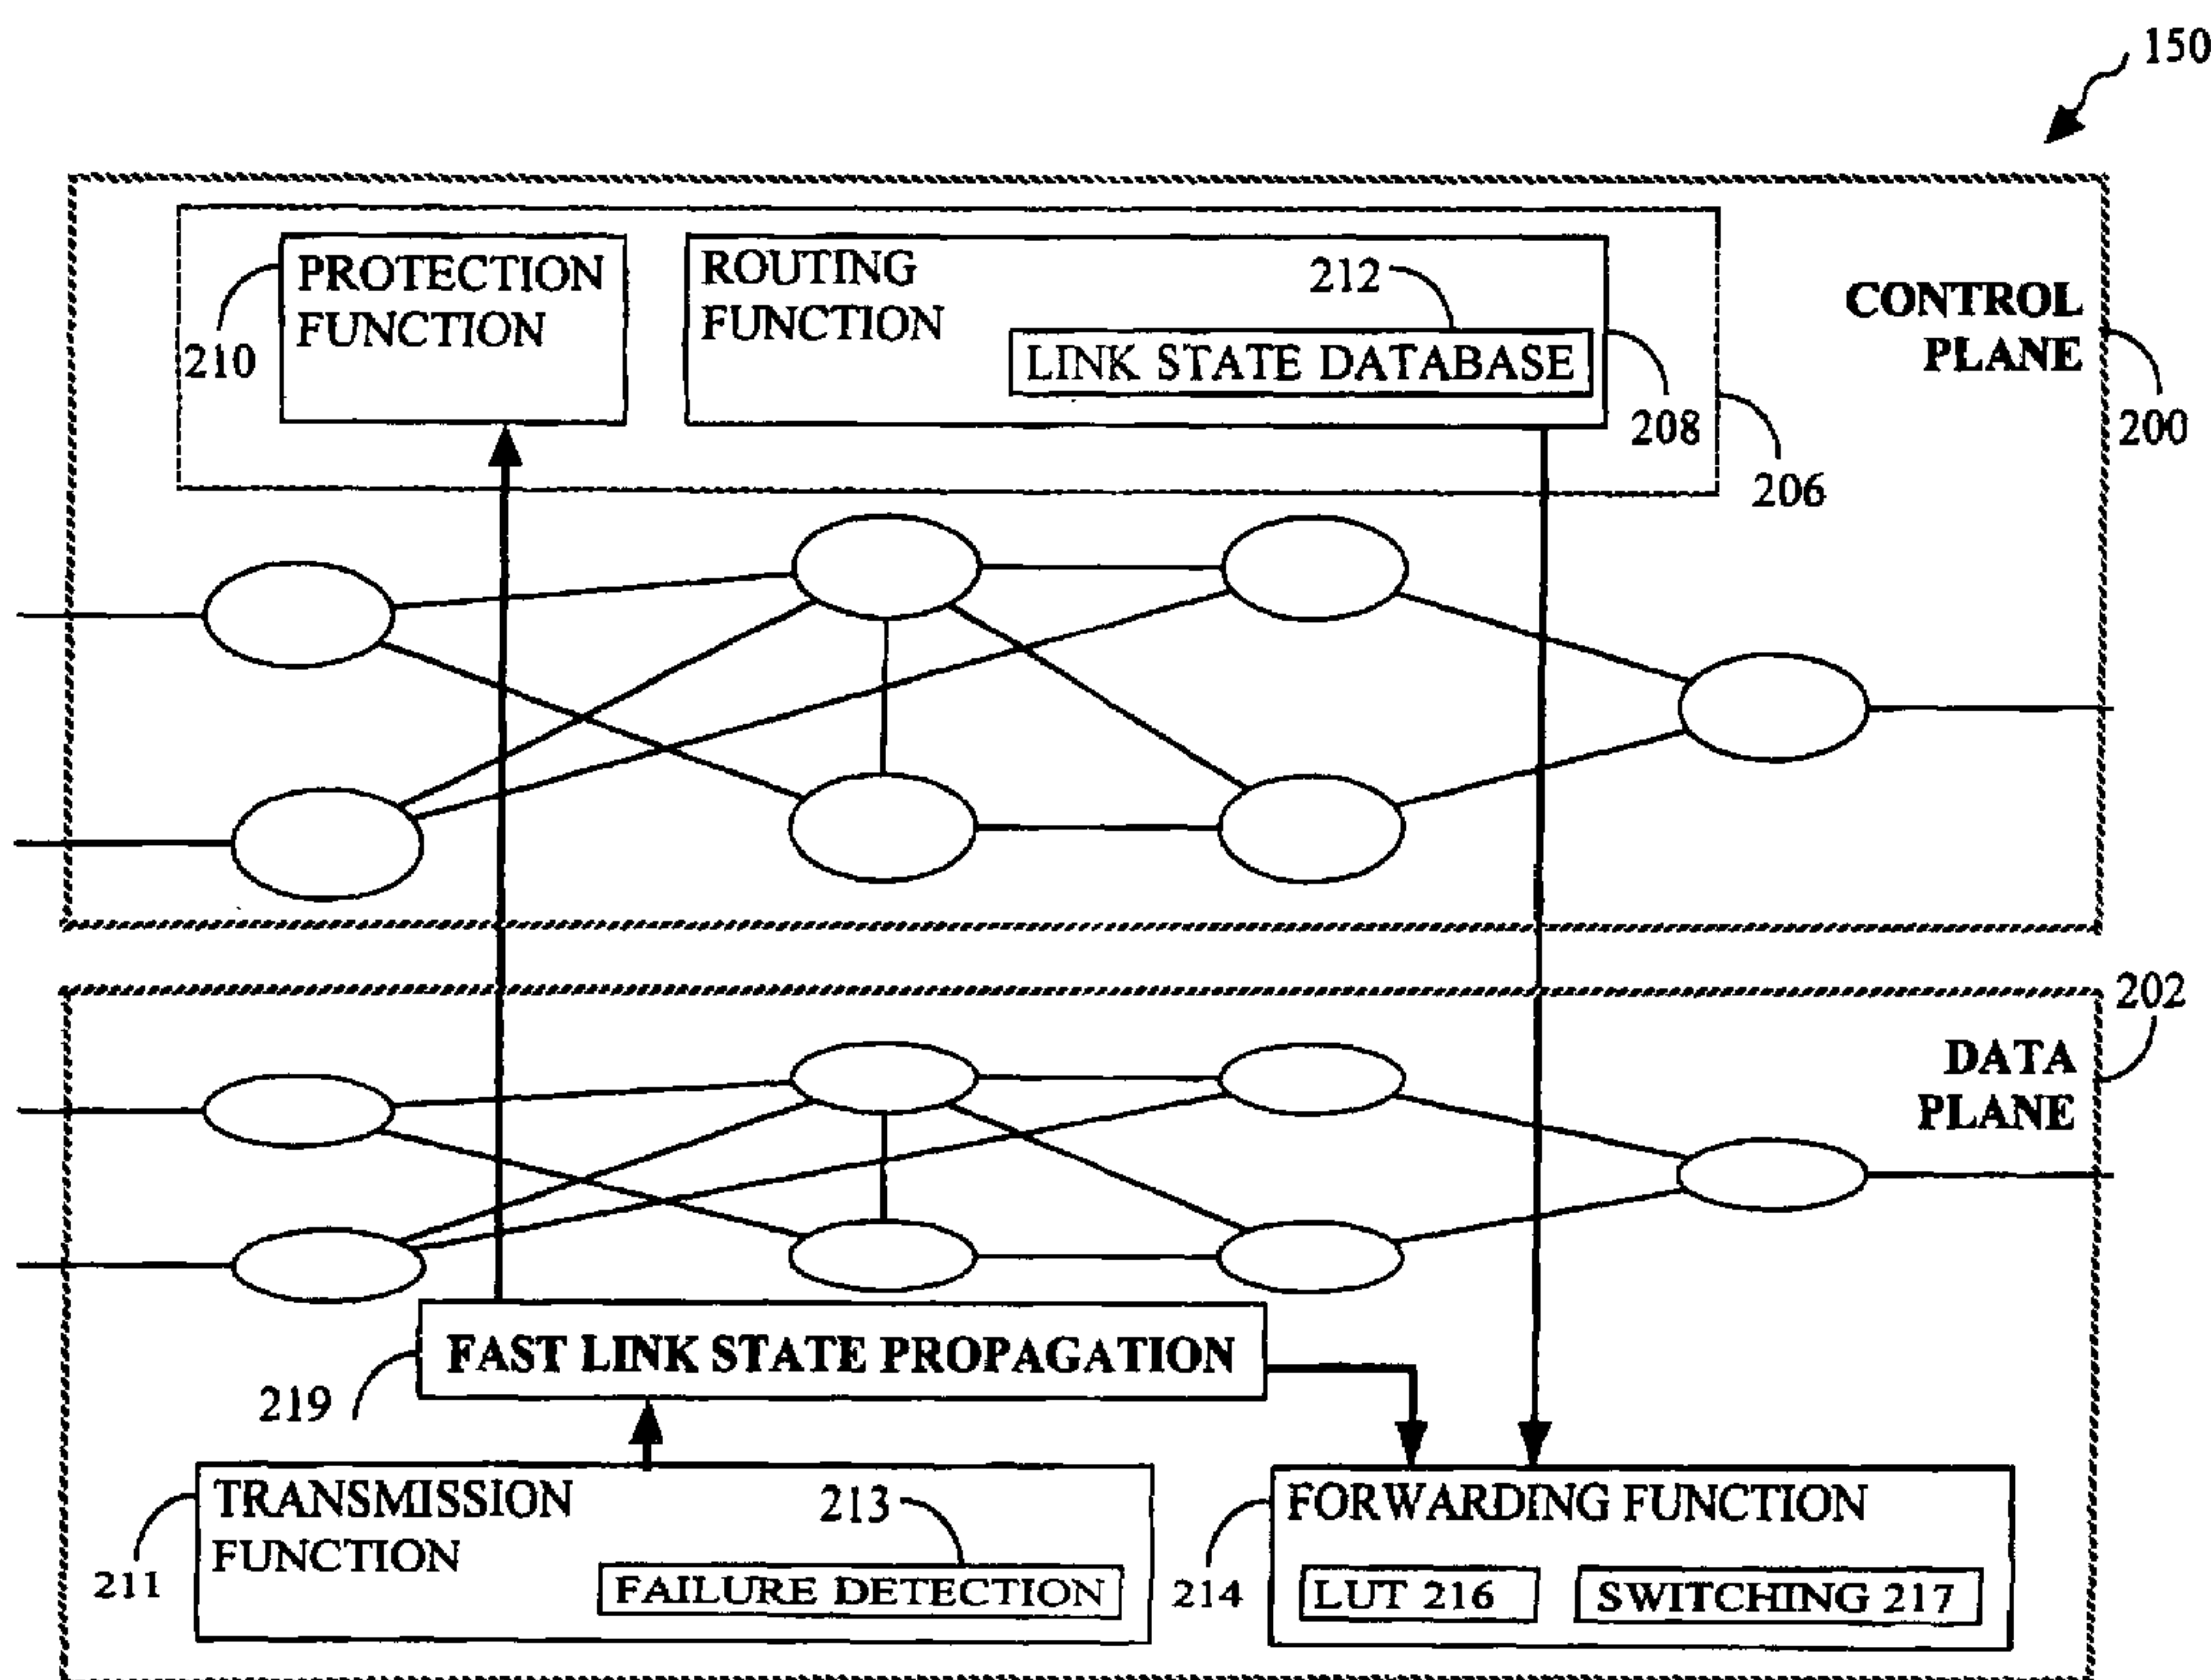 150
PROTECTION
FUNCTION
210
ROUTING
FUNCTION
212
LINK STATE DATABASE
208
206
CONTROL
PLANE
200
202
DATA
PLANE
FAST LINK STATE PROPAGATION
219
TRANSMISSION
FUNCTION
211
213
FAILURE DETECTION
FORWARDING FUNCTION
214
LUT 216
SWITCHING 217